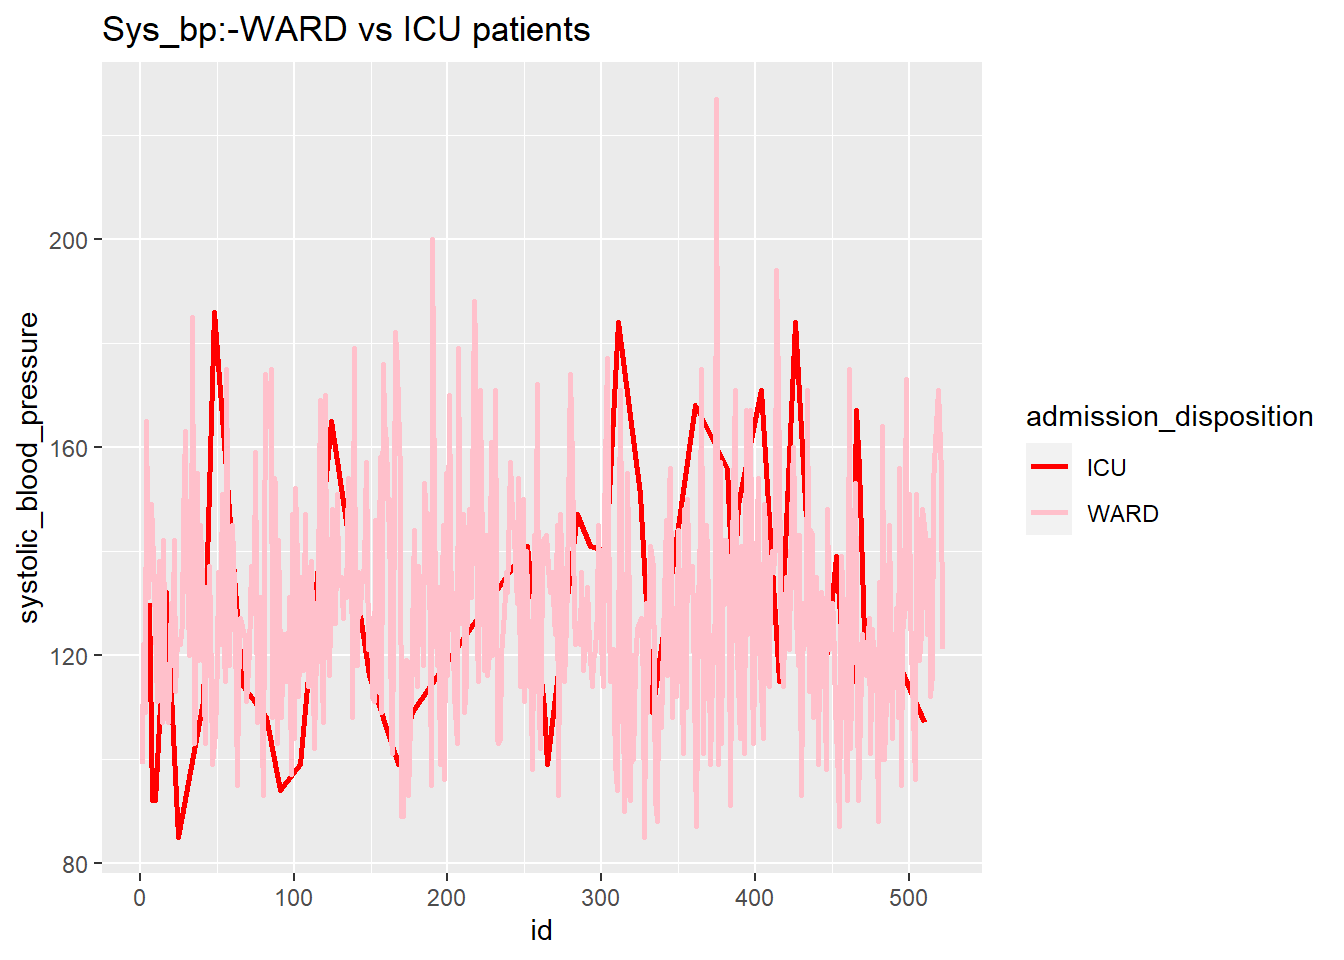 Sys_bp:-WARD vs ICU patients
systolic_blood_pressure
200
160
120
80
0 100 200 300 400 500
id
admission_disposition
ICU
WARD